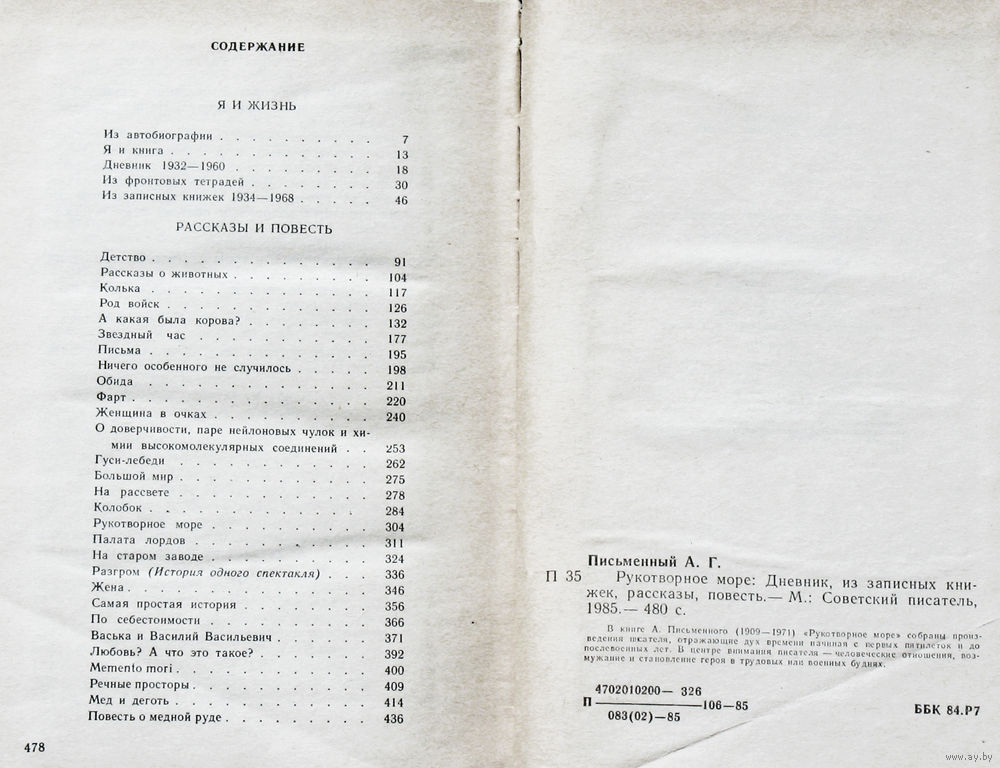 СОДЕРЖАНИЕ
Я И ЖИЗНЬ
Из автобиографии . . . . . . . . . . 7
Я и книга . . . . . . . . . . . . . 13
Дневник 1932—1960 . . . . . . . . . 18
Из фронтовых тетрадей . . . . . . . . 30
Из записных книжек 1934—1968 . . . . . 46
РАССКАЗЫ И ПОВЕСТЬ
Детство . . . . . . . . . . . . . . 91
Рассказы о животных . . . . . . . . . 104
Колька . . . . . . . . . . . . . . 117
Род войск . . . . . . . . . . . . . 126
А какая была корова? . . . . . . . . 132
Звездный час . . . . . . . . . . . 177
Письма . . . . . . . . . . . . . . 195
Ничего особенного не случилось . . . . . 198
Обида . . . . . . . . . . . . . . 211
Фарт . . . . . . . . . . . . . . . 220
Женщина в очках . . . . . . . . . . 240
О доверчивости, паре нейлоновых чулок и хи-
мии высокомолекулярных соединений . . 253
Гуси-лебеди . . . . . . . . . . . . 262
Большой мир . . . . . . . . . . . . 275
На рассвете . . . . . . . . . . . . 278
Колобок . . . . . . . . . . . . . . 284
Рукотворное море . . . . . . . . . . 304
Палата лордов . . . . . . . . . . . 311
На старом заводе . . . . . . . . . . 324
Разгром (История одного спектакля) . . . 336
Жена . . . . . . . . . . . . . . . 346
Самая простая история . . . . . . . . 356
По себестоимости . . . . . . . . . . 366
Васька и Василий Васильевич . . . . . . 371
Любовь? А что это такое? . . . . . . . 392
Memento mori . . . . . . . . . . . . 400
Речные просторы . . . . . . . . . . . 409
Мед и деготь . . . . . . . . . . . . 414
Повесть о медной руде . . . . . . . . . 436
478
Письменный А. Г.
П 35 Рукотворное море: Дневник, из записных кни-
жек, рассказы, повесть.— М.: Советский писатель,
1985.— 480 с.
В книге А. Письменного (1909—1971) «Рукотворное море» собраны произ-
ведения писателя, отражающие дух времени начиная с первых пятилеток и до
послевоенных лет. В центре внимания писателя — человеческие отношения, воз-
мужание и становление героя в трудовых или военных буднях.
4702010200— 326
П ————— 106—85
083(02)—85
ББК 84.Р7
www.ay.by